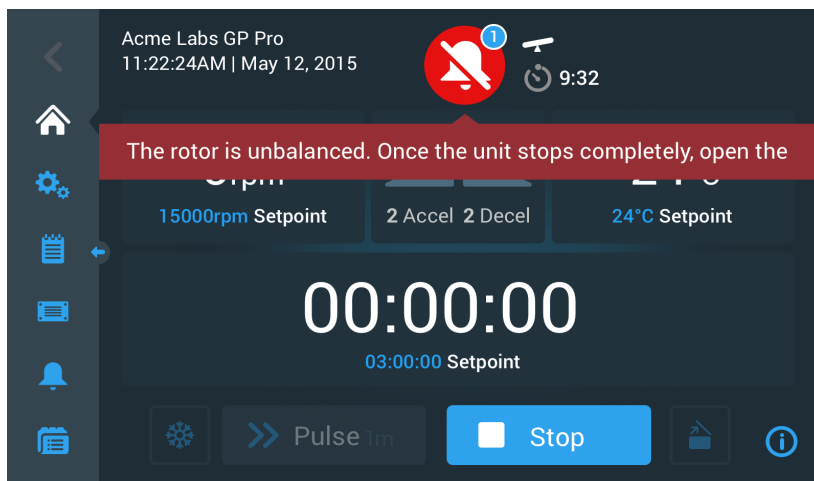 Acme Labs GP Pro
11:22:24AM | May 12, 2015
1
9:32
The rotor is unbalanced. Once the unit stops completely, open the
15000rpm Setpoint
2 Accel 2 Decel
24°C Setpoint
00:00:00
03:00:00 Setpoint
Pulse 1m
Stop